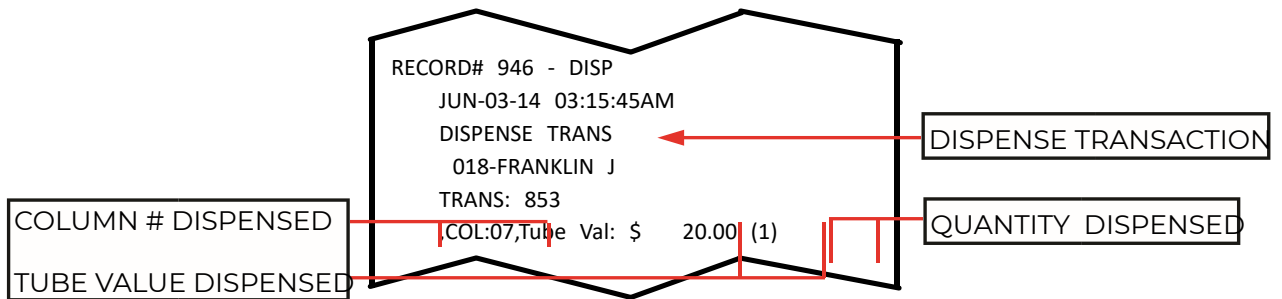 RECORD# 946 - DISP
JUN-03-14 03:15:45AM
DISPENSE TRANS
018-FRANKLIN J
TRANS: 853
,COL:07,Tube Val: $ 20.00 (1)
DISPENSE TRANSACTION
COLUMN # DISPENSED
TUBE VALUE DISPENSED
QUANTITY DISPENSED